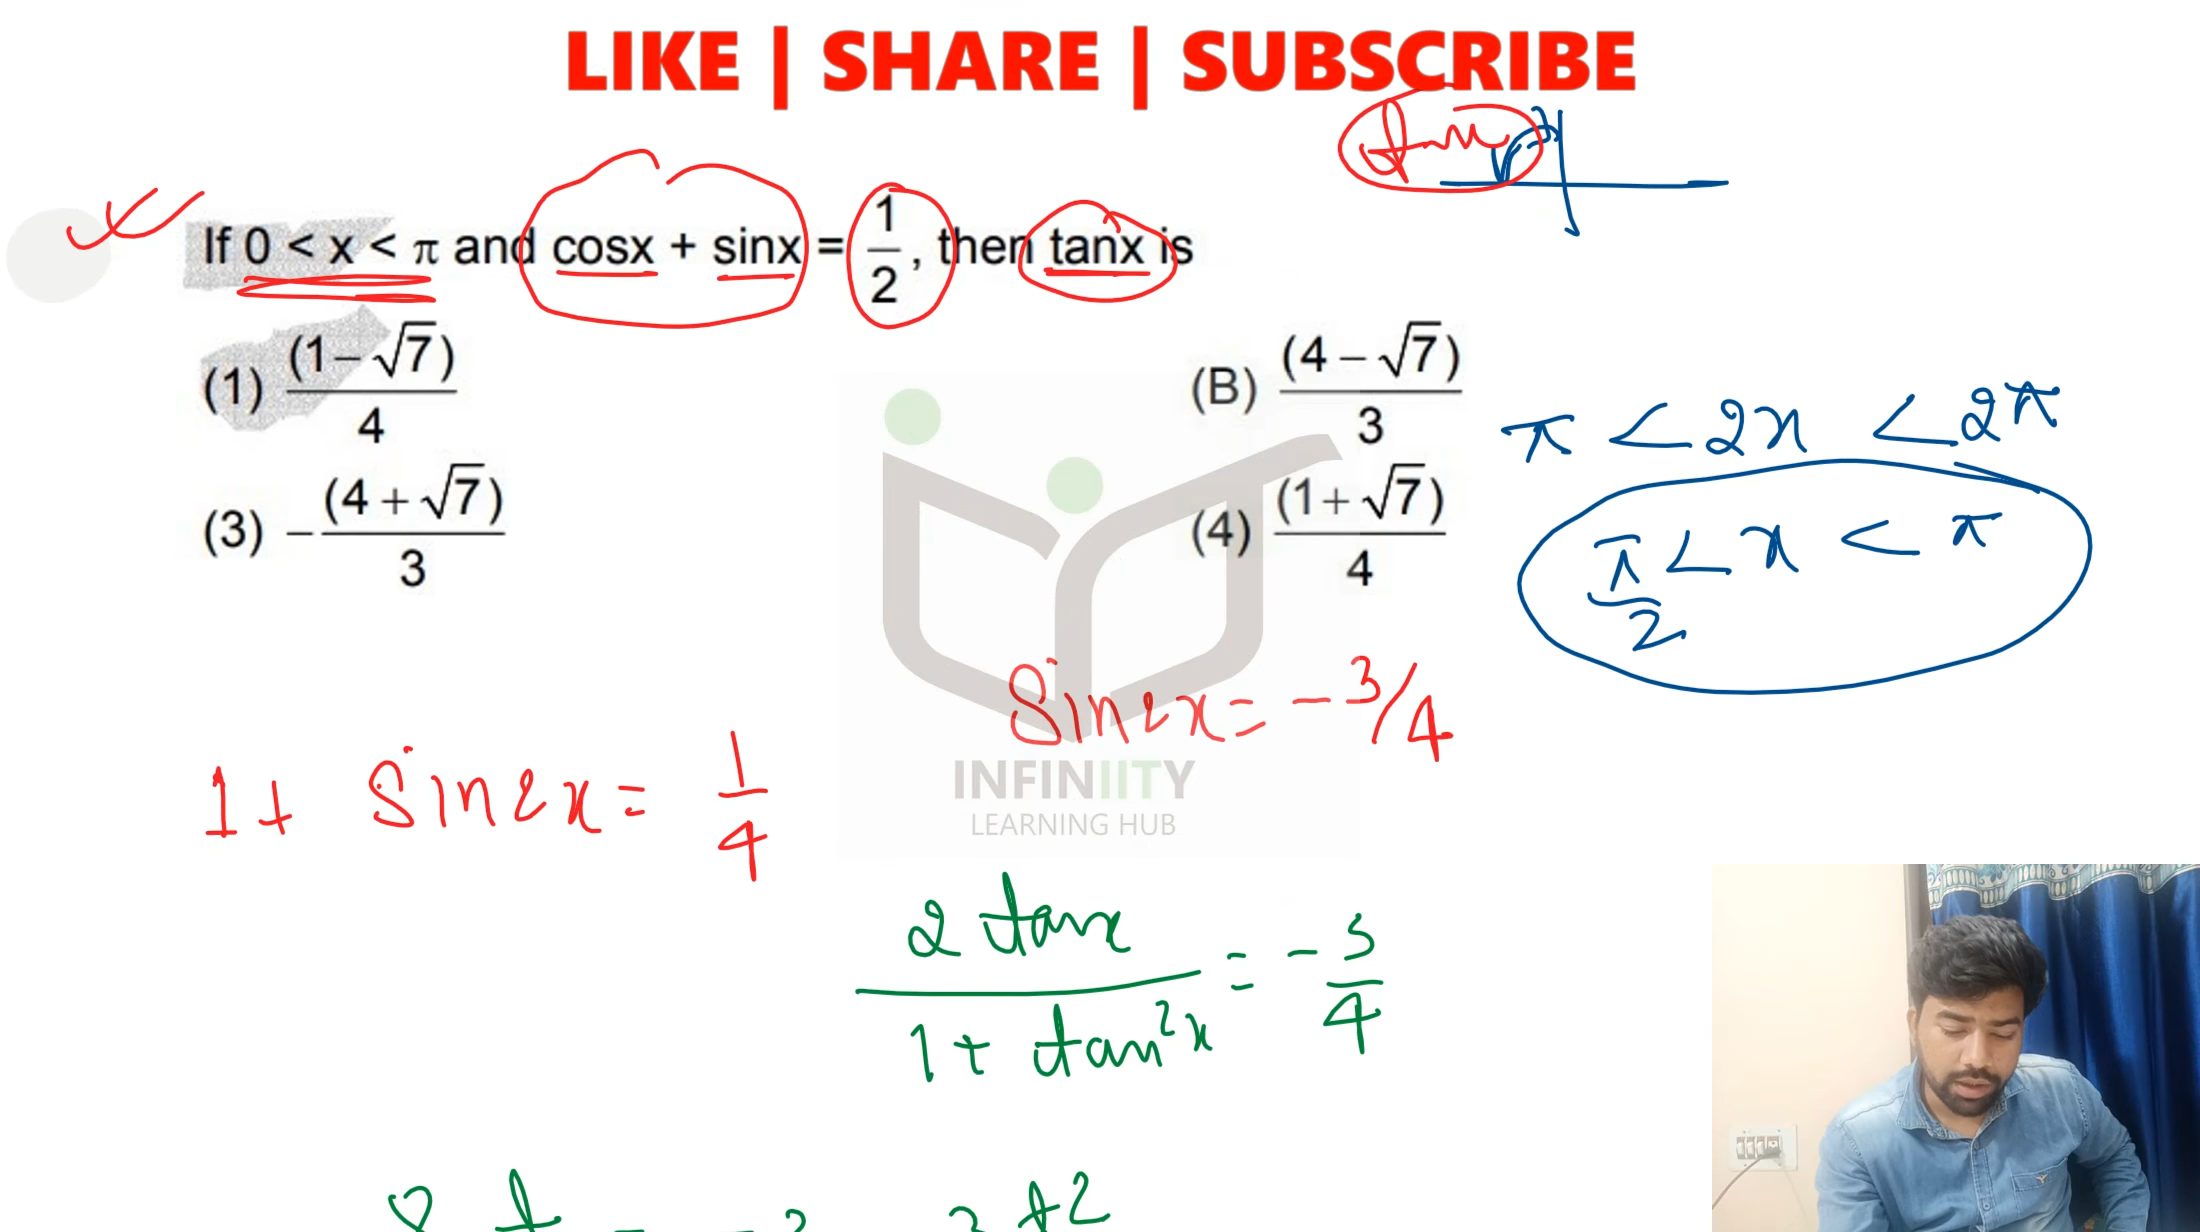 LIKE | SHARE | SUBSCRIBE
tanx
If 0 < x < π and cosx + sinx = 1/2, then tanx is
(1) (1−√7)/4
(B) (4−√7)/3
(3) −(4+√7)/3
(4) (1+√7)/4
π < 2x < 2π
π/2 < x < π
Sin2x = −3/4
1+ Sin2x = 1/4
INFINIITY
LEARNING HUB
2 tanx / 1+ tan²x = −3/4